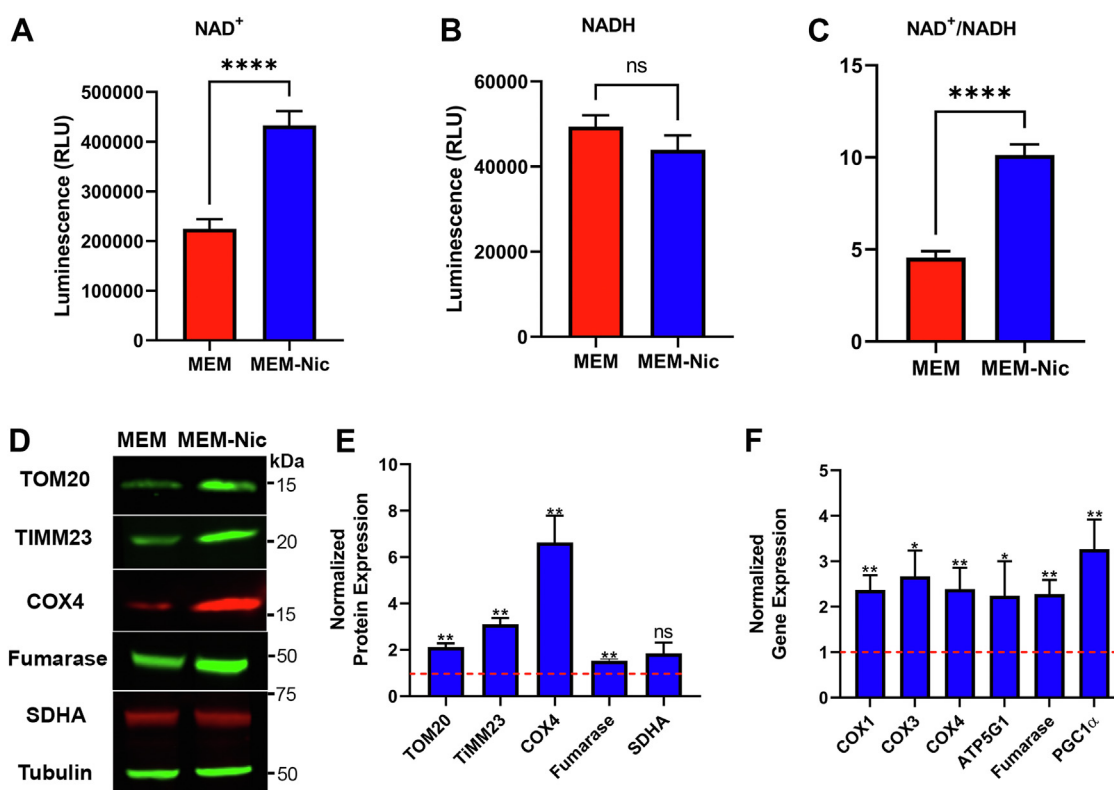 A
NAD+
****
Luminescence (RLU)
500000
400000
300000
200000
100000
0
MEM
MEM-Nic
B
NADH
ns
Luminescence (RLU)
60000
40000
20000
0
MEM
MEM-Nic
C
NAD+/NADH
****
15
10
5
0
MEM
MEM-Nic
D
MEM MEM-Nic
kDa
TOM20
15
TIMM23
20
COX4
15
Fumarase
50
75
SDHA
Tubulin
50
E
Normalized
Protein Expression
10
8
6
4
2
0
**
**
**
**
ns
TOM20
TiMM23
COX4
Fumarase
SDHA
F
Normalized
Gene Expression
5
4
3
2
1
0
**
*
**
*
**
**
COX1
COX3
COX4
ATP5G1
Fumarase
PGC1α